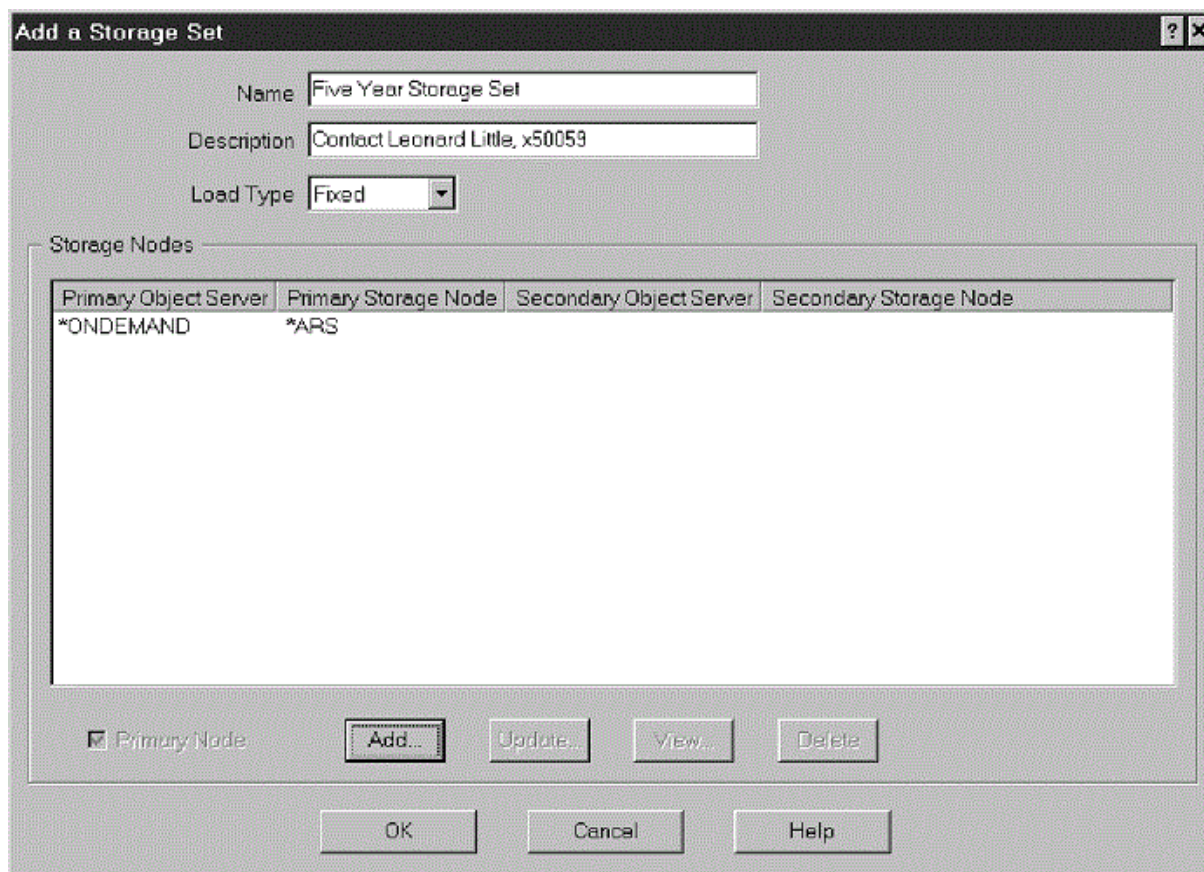 Add a Storage Set
Name Five Year Storage Set
Description Contact Leonard Little, x50059
Load Type Fixed
Storage Nodes
Primary Object Server Primary Storage Node Secondary Object Server Secondary Storage Node
*ONDEMAND *ARS
Primary Node Add... Update... View... Delete
OK Cancel Help